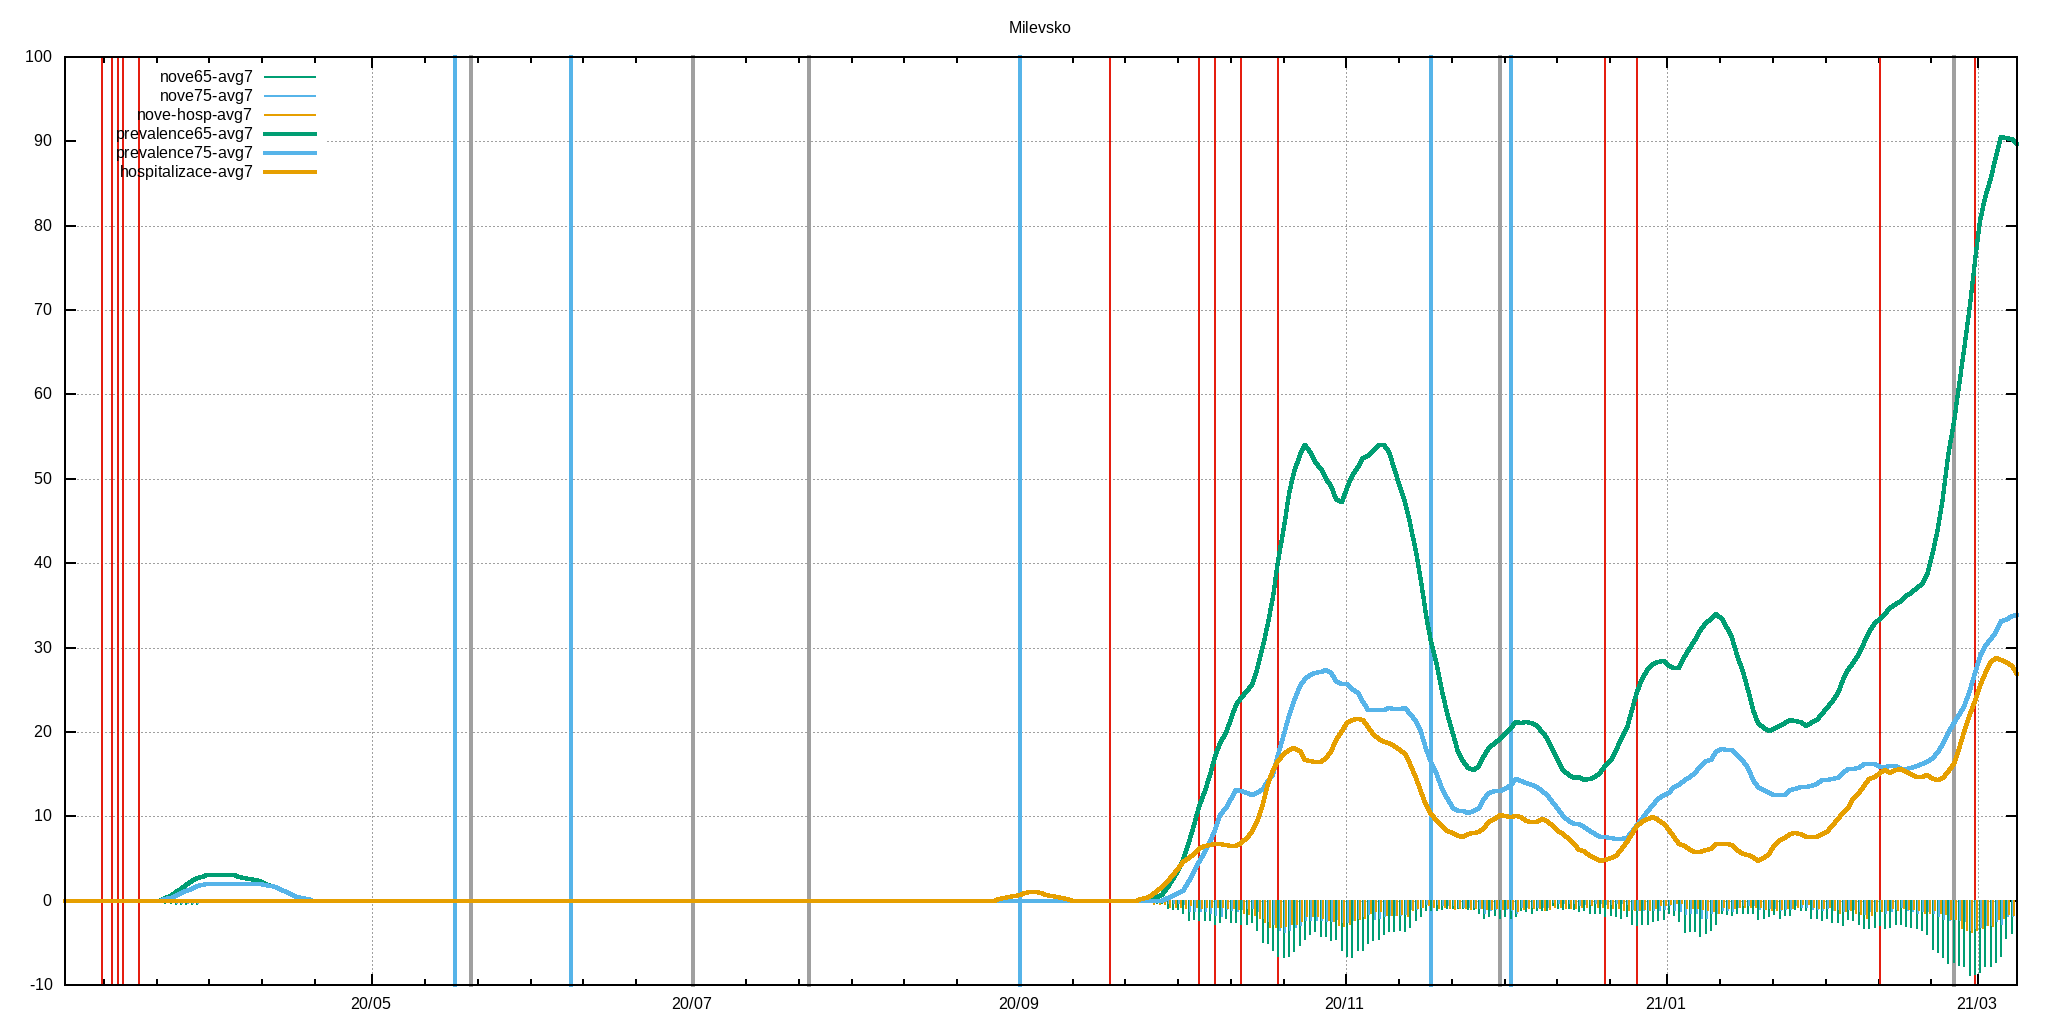 Milevsko
100
90
80
70
60
50
40
30
20
10
0
-10
nove65-avg7
nove75-avg7
nove-hosp-avg7
prevalence65-avg7
prevalence75-avg7
hospitalizace-avg7
20/05 20/07 20/09 20/11 21/01 21/03